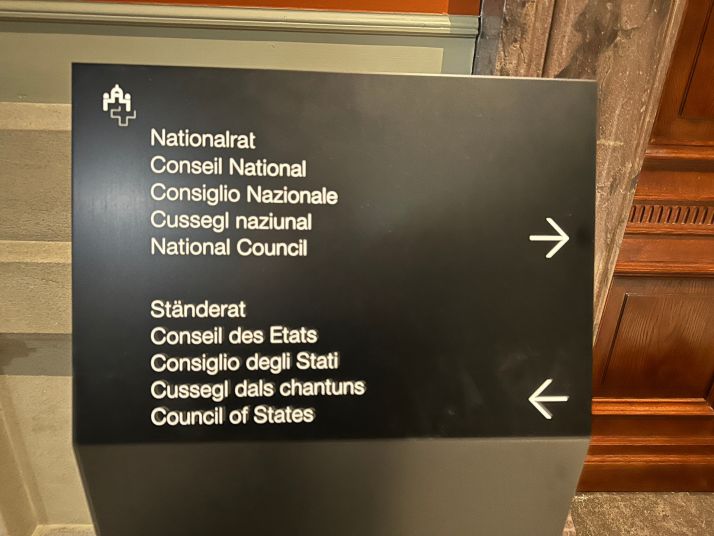 Nationalrat
Conseil National
Consiglio Nazionale
Cussegl naziunal
National Council
Ständerat
Conseil des Etats
Consiglio degli Stati
Cussegl dals chantuns
Council of States